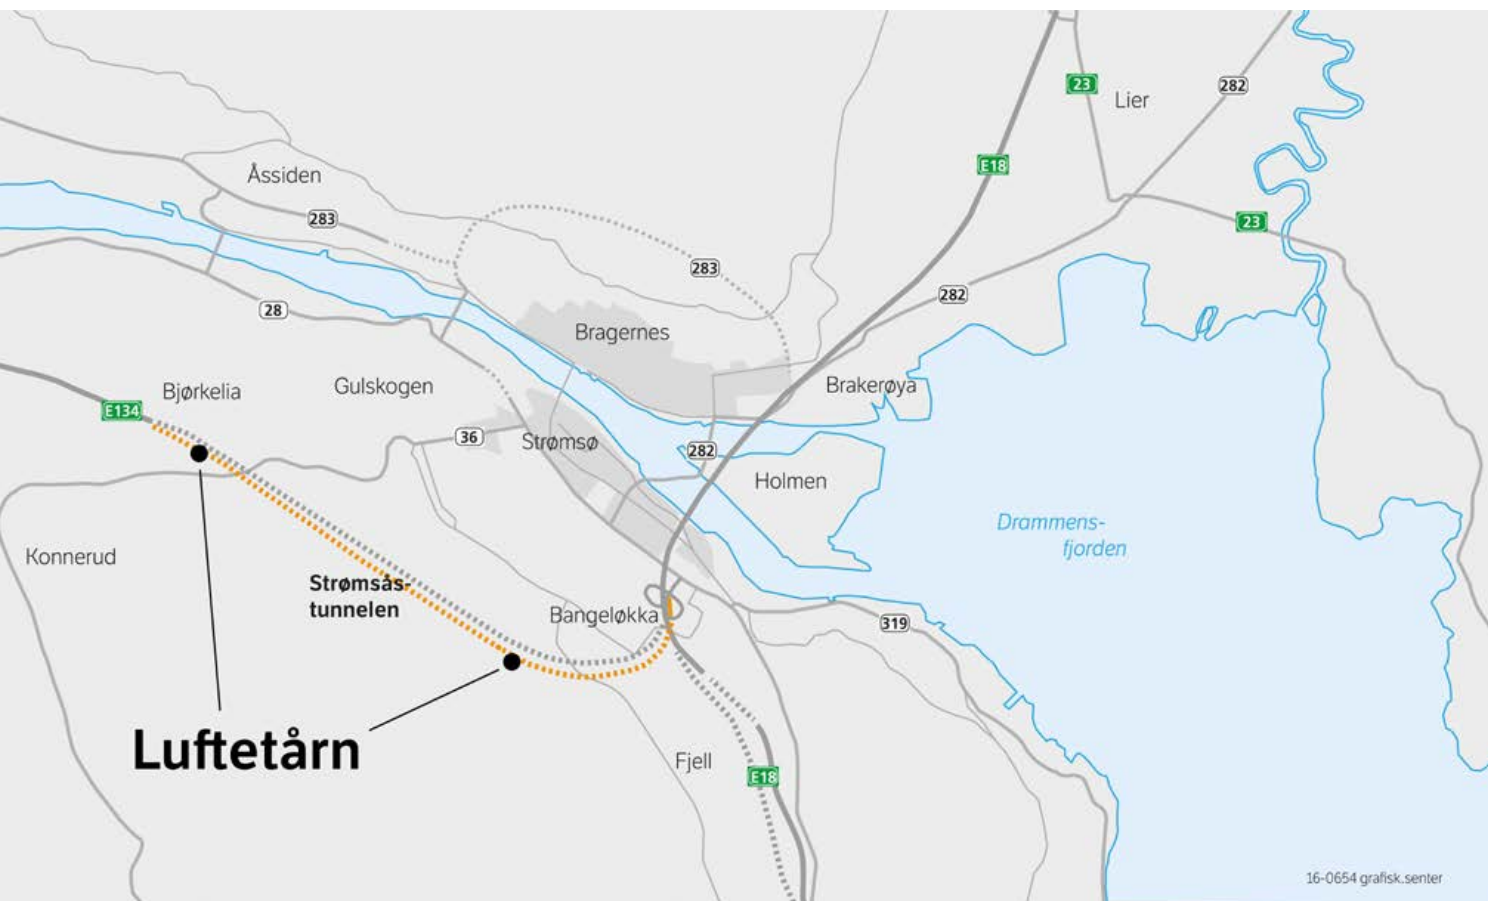 23
282
Lier
E18
Åssiden
283
23
283
282
28
Bragernes
Bjørkelia
Gulskogen
Brakerøya
E134
36
Strømsø
282
Holmen
Drammens-
fjorden
Konnerud
Strømsås-
tunnelen
Bangeløkka
319
Luftetårn
Fjell
E18
16-0654 grafisk.senter